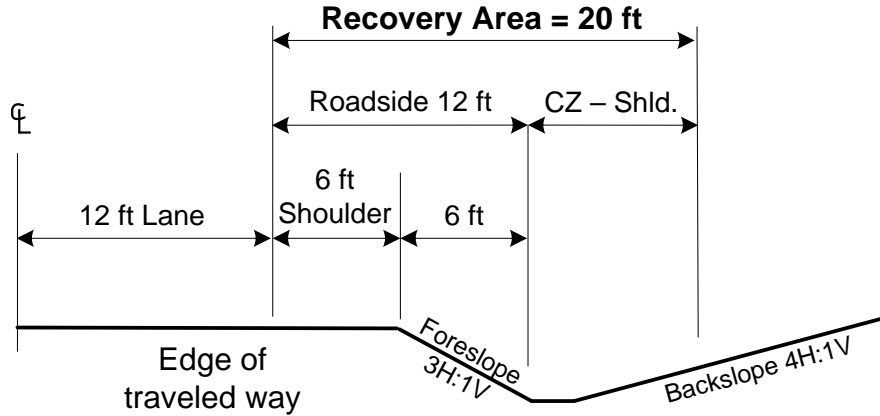 Recovery Area = 20 ft
Roadside 12 ft
CZ – Shld.
℄
6 ft
Shoulder
12 ft Lane
6 ft
Foreslope
3H:1V
Edge of
traveled way
Backslope 4H:1V